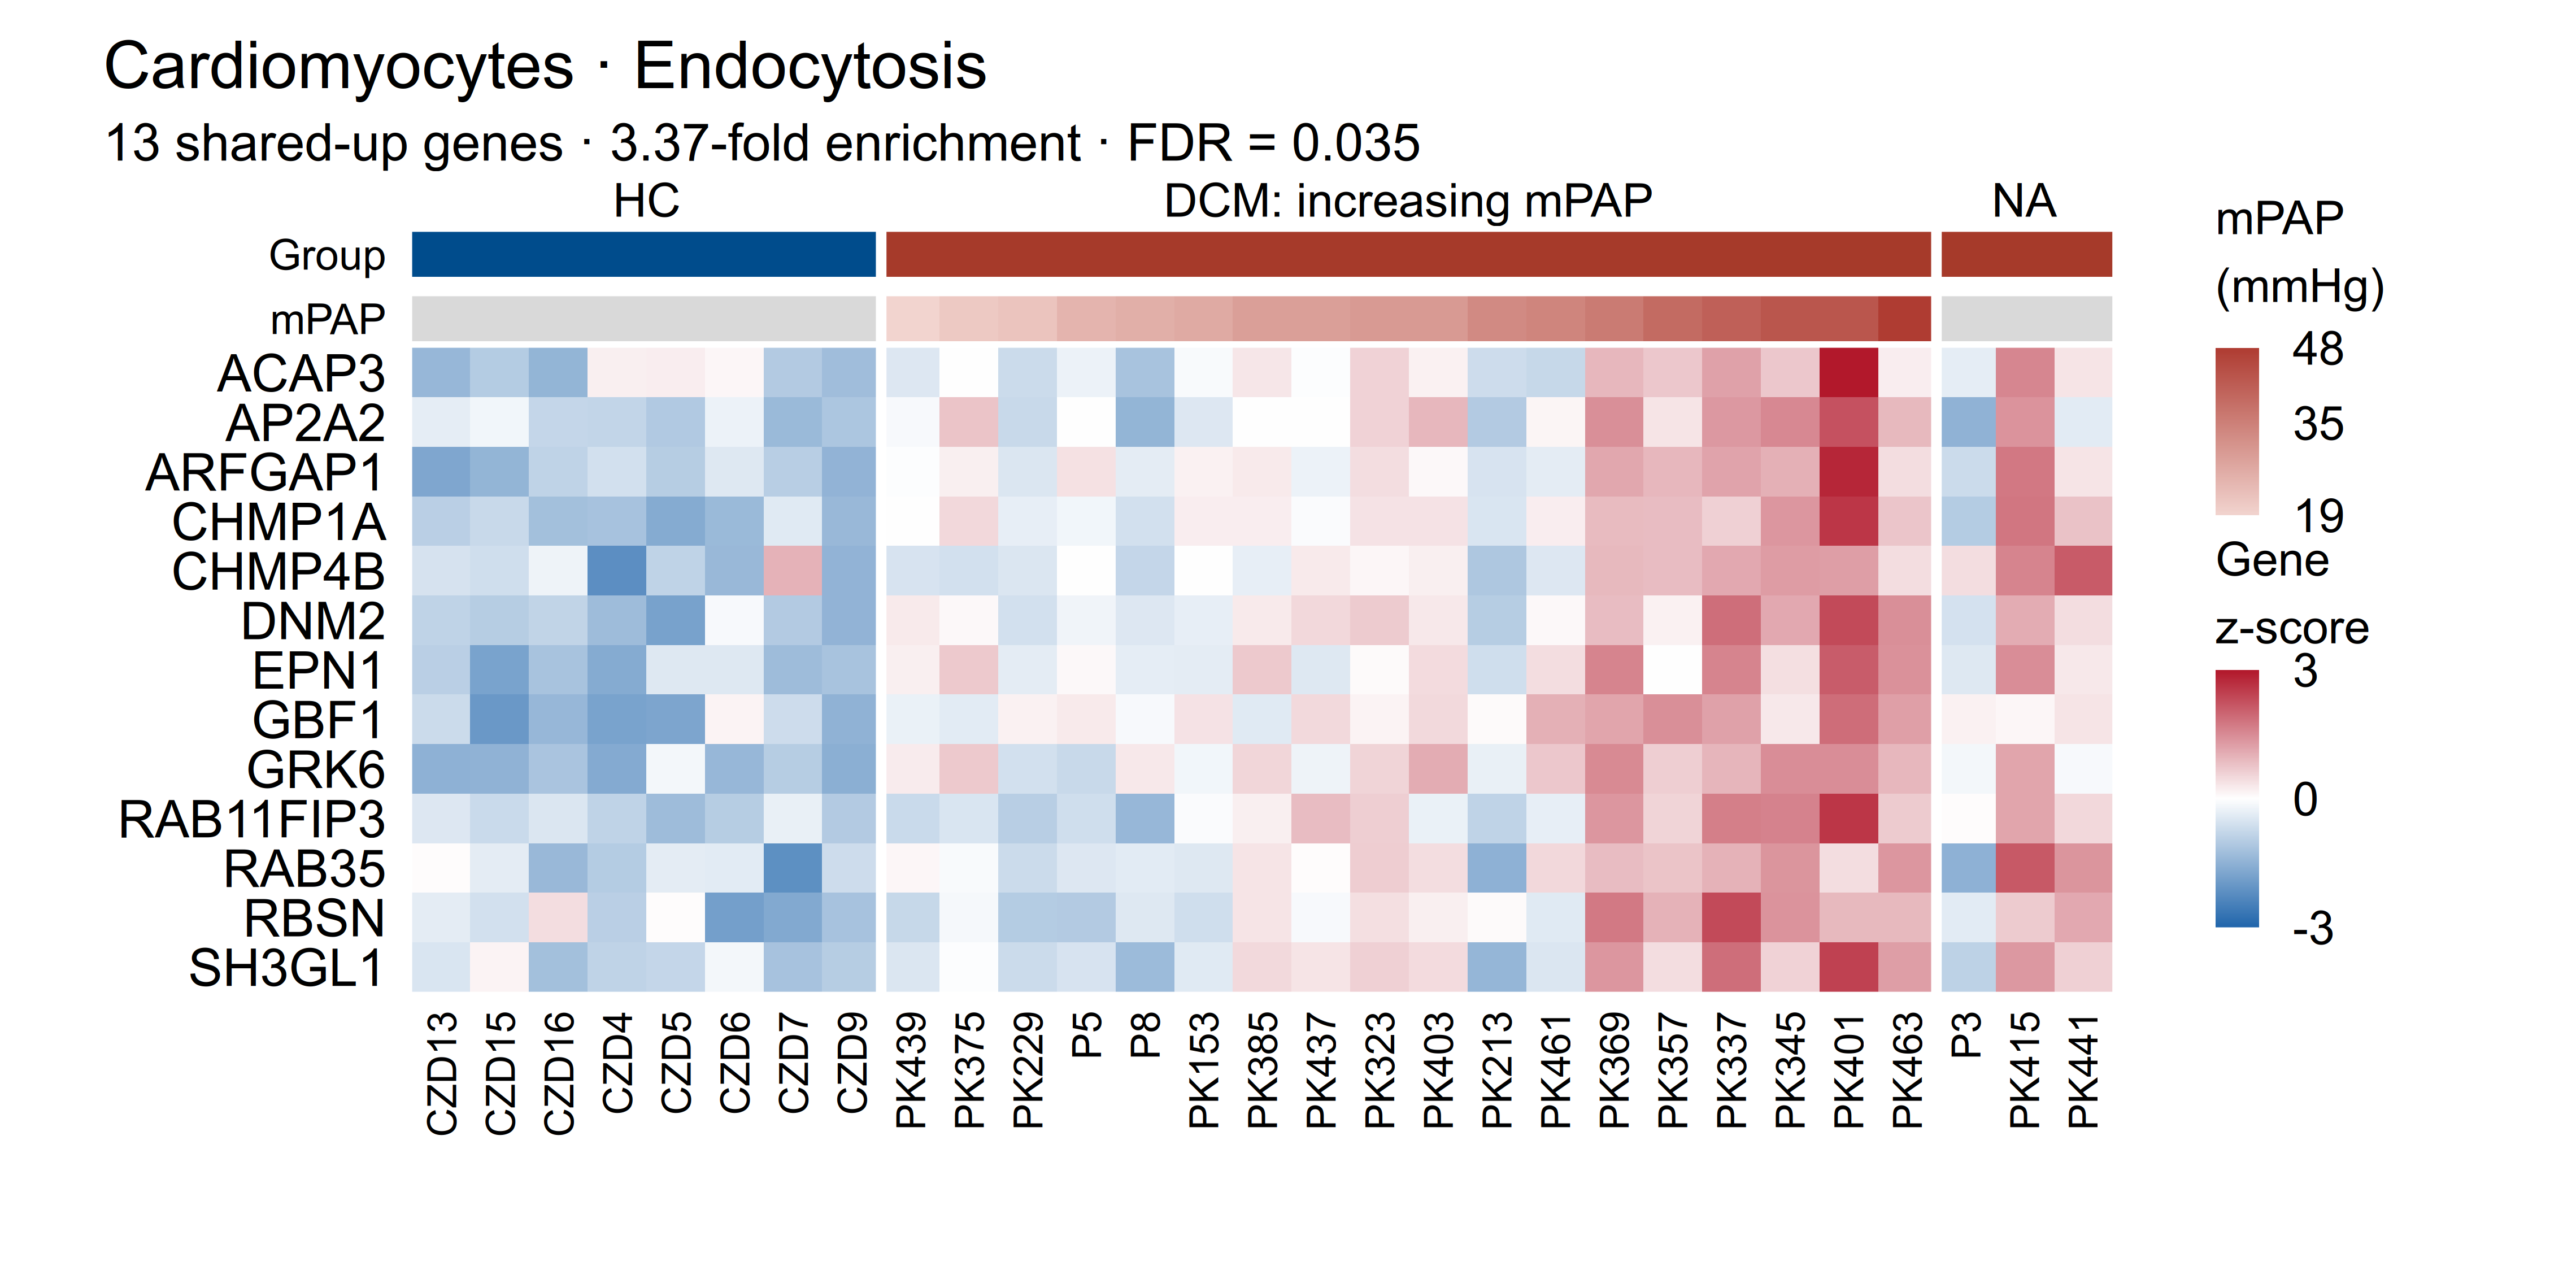 Cardiomyocytes · Endocytosis
13 shared-up genes · 3.37-fold enrichment · FDR = 0.035
HC
DCM: increasing mPAP
NA
Group
mPAP
ACAP3
AP2A2
ARFGAP1
CHMP1A
CHMP4B
DNM2
EPN1
GBF1
GRK6
RAB11FIP3
RAB35
RBSN
SH3GL1
CZD13
CZD15
CZD16
CZD4
CZD5
CZD6
CZD7
CZD9
PK439
PK375
PK229
P5
P8
PK153
PK385
PK437
PK323
PK403
PK213
PK461
PK369
PK357
PK337
PK345
PK401
PK463
P3
PK415
PK441
mPAP
(mmHg)
48
35
19
Gene
z-score
3
0
-3